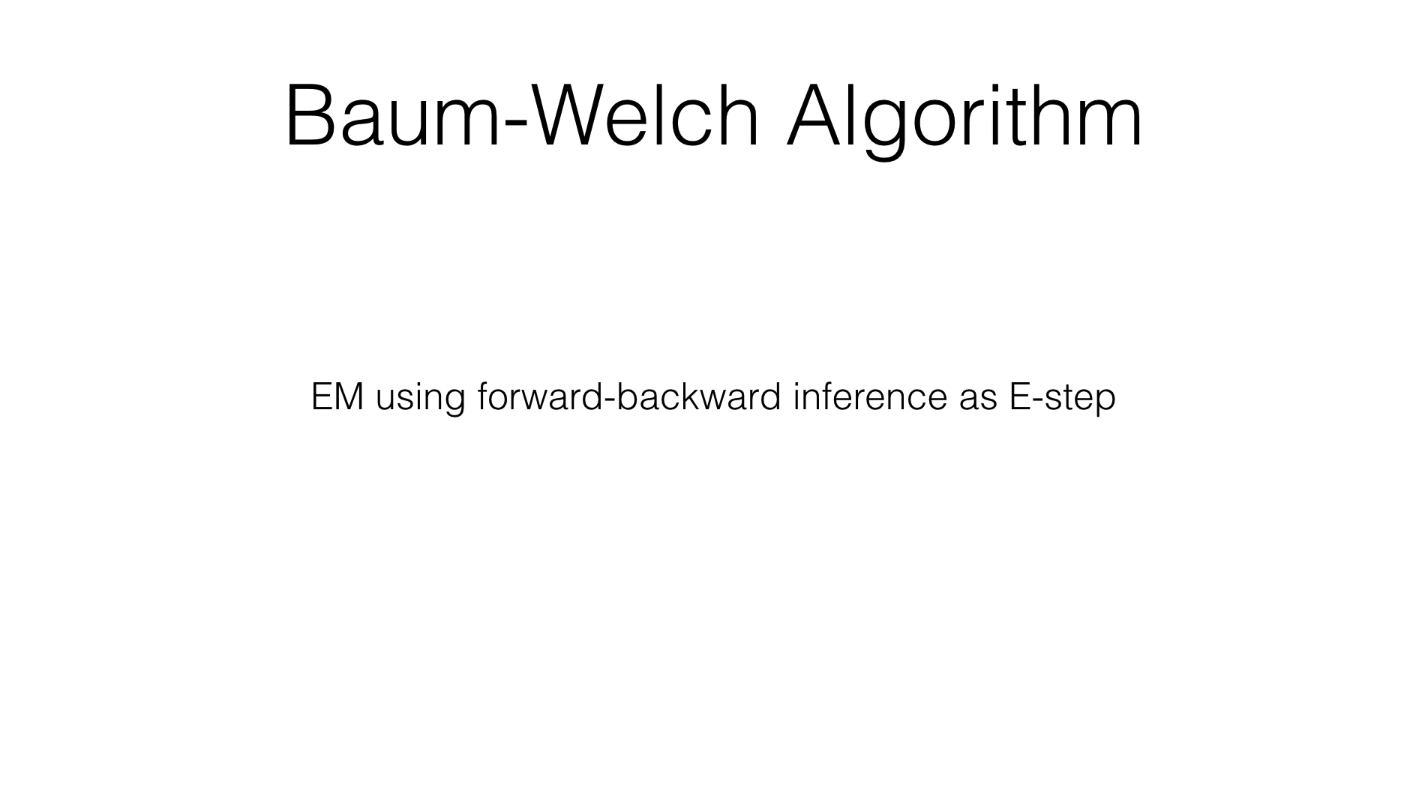 Baum-Welch Algorithm
EM using forward-backward inference as E-step